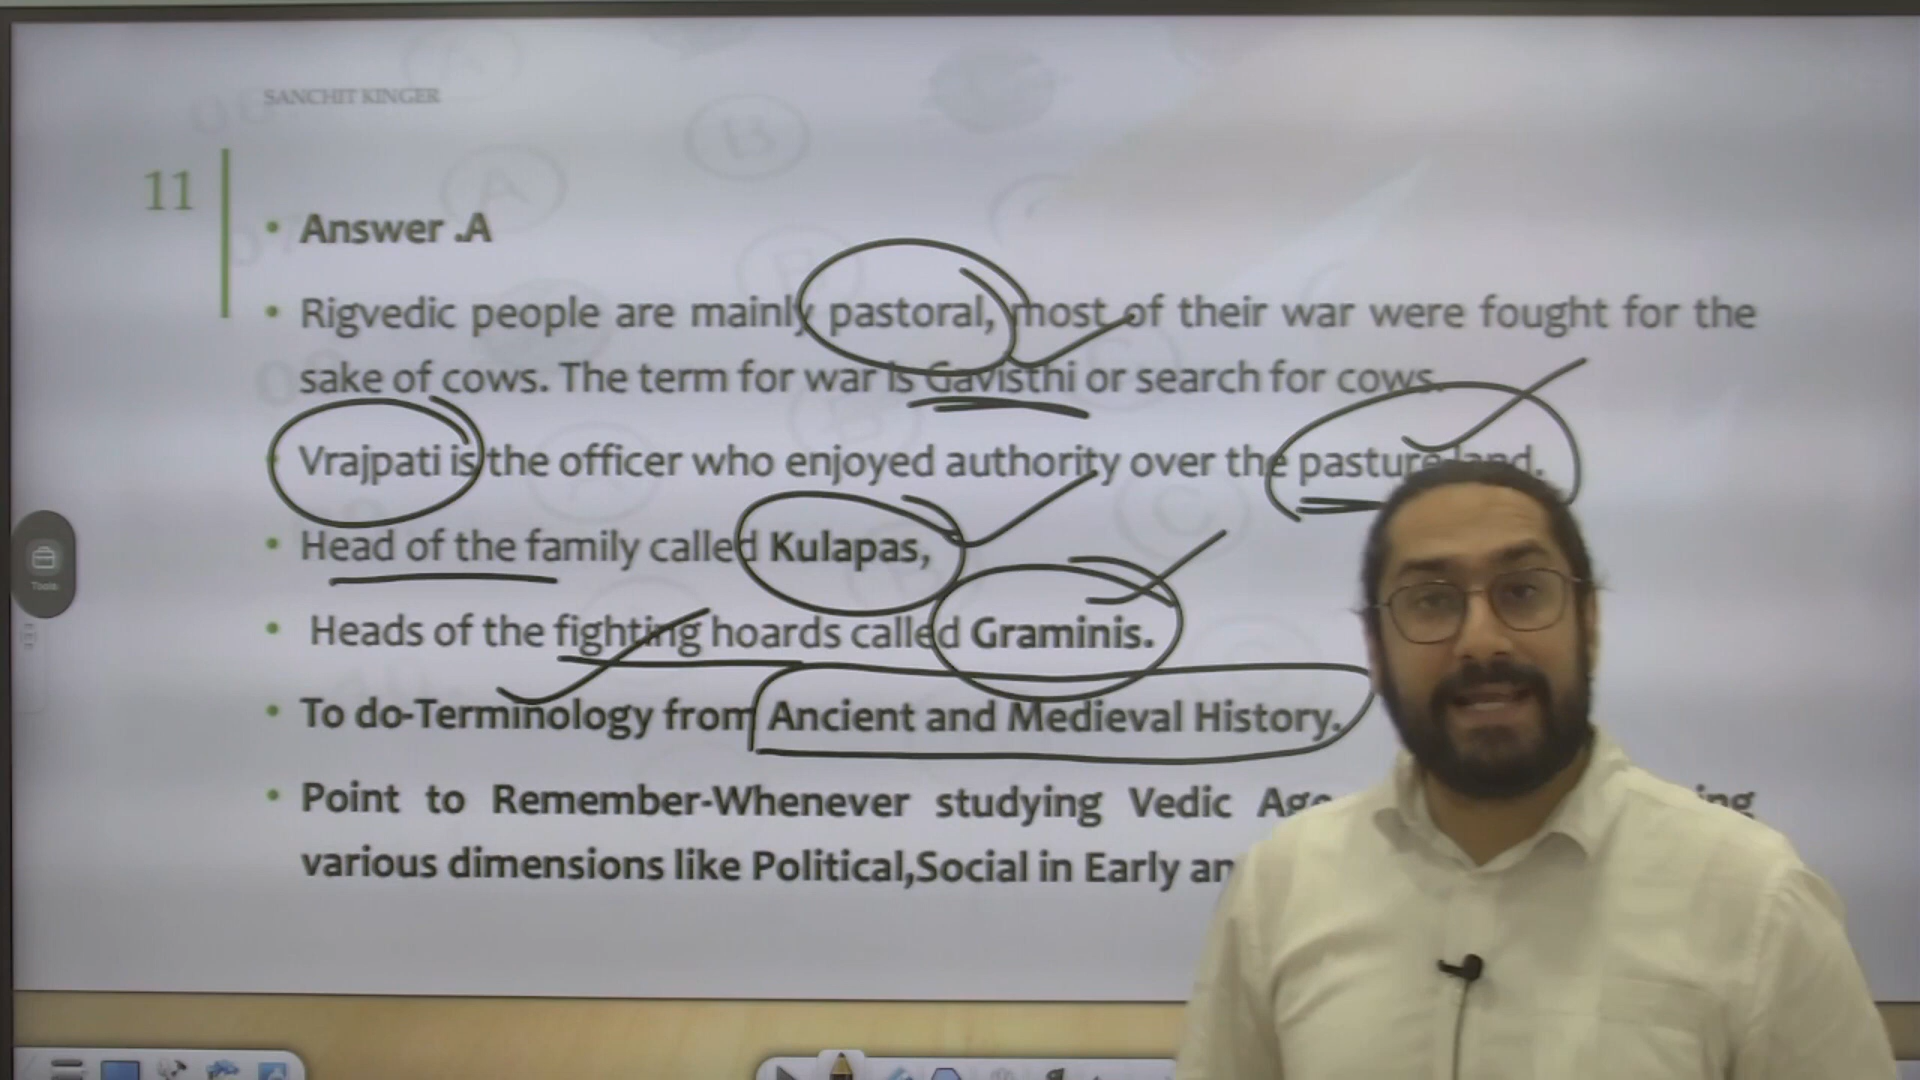 SANCHIT KINGER
11
Answer .A
Rigvedic people are mainly pastoral, most of their war were fought for the
sake of cows. The term for war is Gavisthi or search for cows.
Vrajpati is the officer who enjoyed authority over the pasture land.
Head of the family called Kulapas,
Heads of the fighting hoards called Graminis.
To do-Terminology from Ancient and Medieval History.
Point to Remember-Whenever studying Vedic
various dimensions like Political,Social in Early
Tools